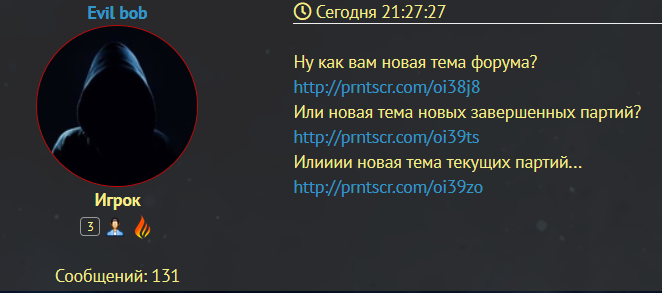 Evil bob
Сегодня 21:27:27
Ну как вам новая тема форума?
http://prntscr.com/oi38j8
Или новая тема новых завершенных партий?
http://prntscr.com/oi39ts
Илииии новая тема текущих партий...
http://prntscr.com/oi39zo
Игрок
3
Сообщений: 131